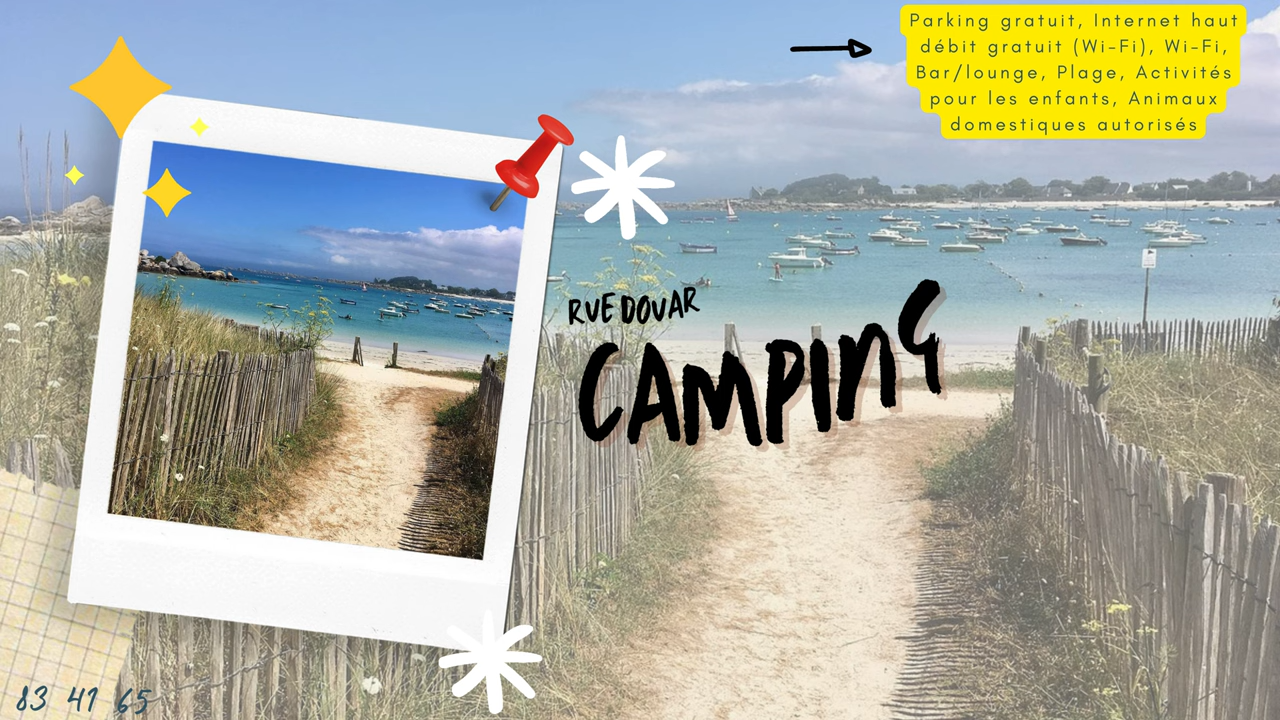 Parking gratuit, Internet haut
débit gratuit (Wi-Fi), Wi-Fi,
Bar/lounge, Plage, Activités
pour les enfants, Animaux
domestiques autorisés
RUE DOUAR
CAMPING
83 41 65